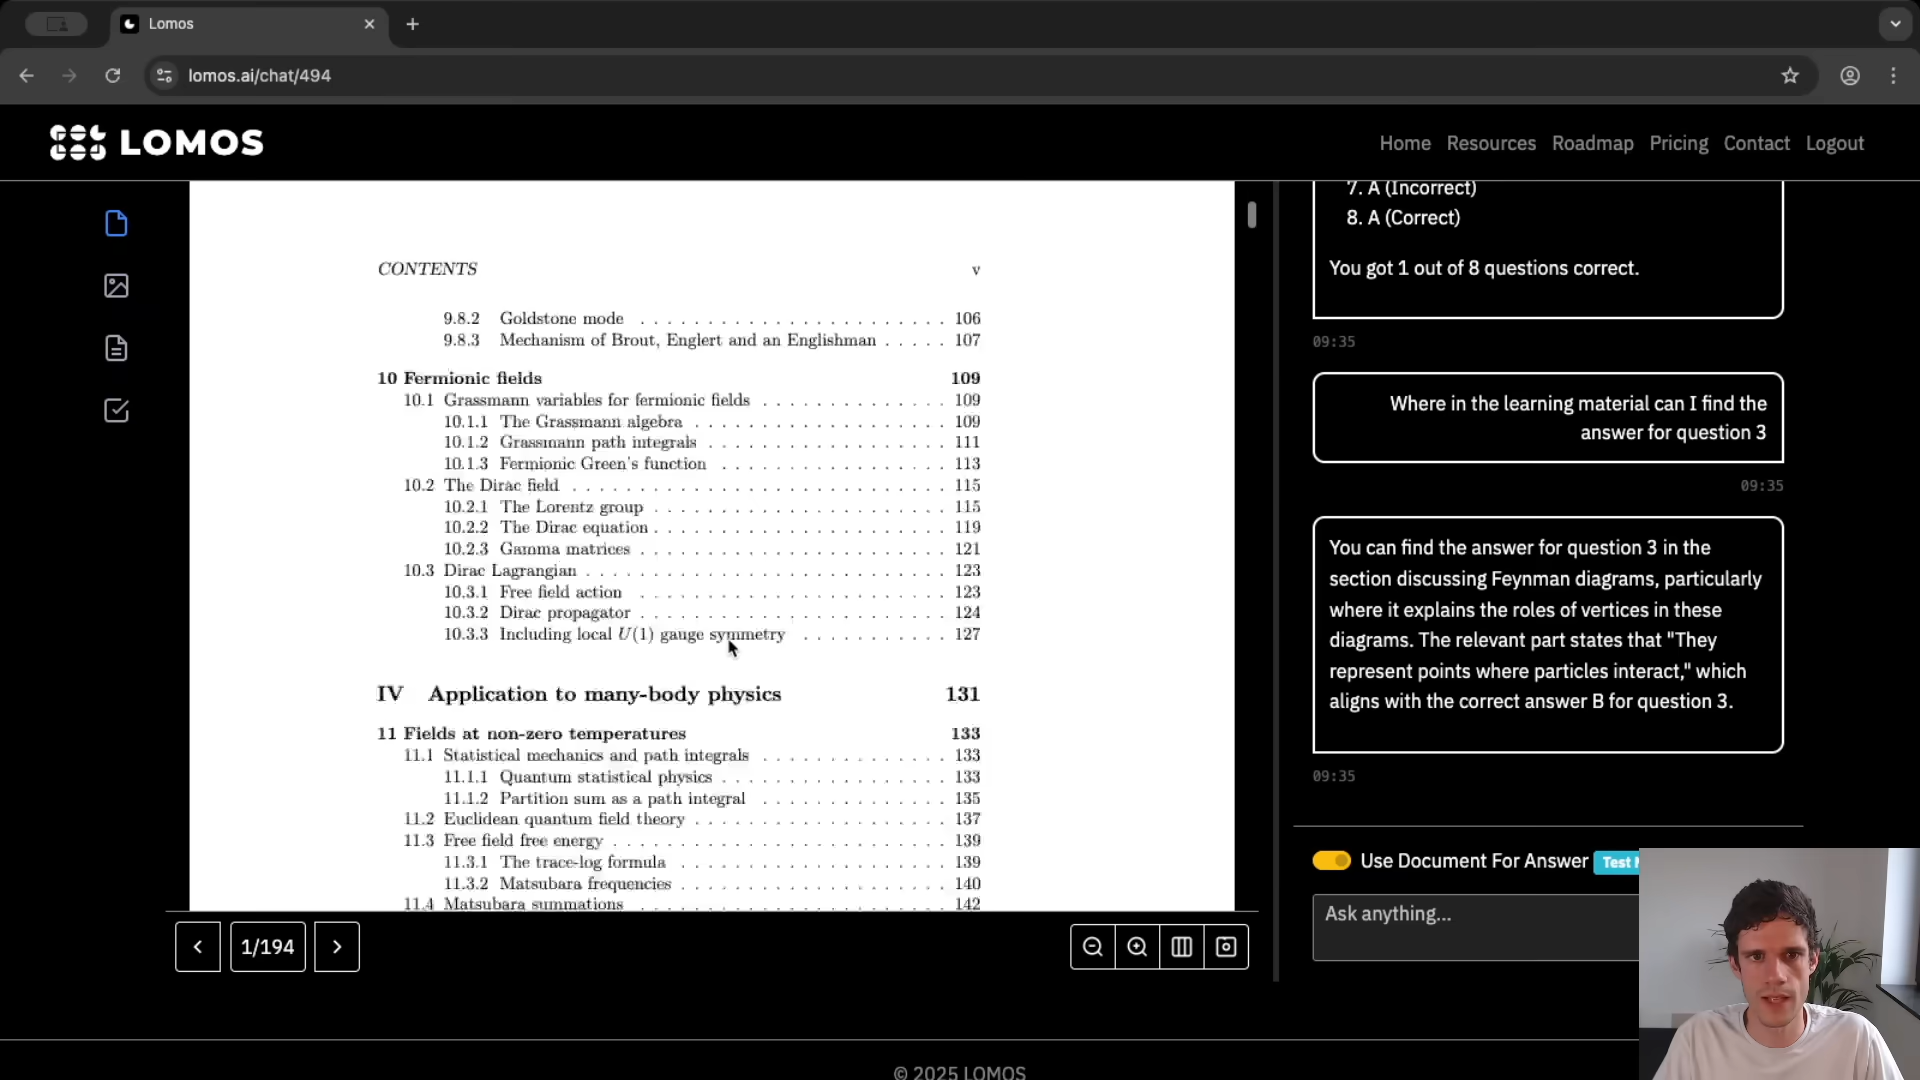 Lomos
lomos.ai/chat/494
LOMOS
Home Resources Roadmap Pricing Contact Logout
CONTENTS v
9.8.2 Goldstone mode . . . . . . . . . . . . . . . . . . . . . . . 106
9.8.3 Mechanism of Brout, Englert and an Englishman . . . . . 107
10 Fermionic fields 109
10.1 Grassmann variables for fermionic fields . . . . . . . . . . . . . . 109
10.1.1 The Grassmann algebra . . . . . . . . . . . . . . . . . . . 109
10.1.2 Grassmann path integrals . . . . . . . . . . . . . . . . . . 111
10.1.3 Fermionic Green's function . . . . . . . . . . . . . . . . . 113
10.2 The Dirac field . . . . . . . . . . . . . . . . . . . . . . . . . . . . 115
10.2.1 The Lorentz group . . . . . . . . . . . . . . . . . . . . . . 115
10.2.2 The Dirac equation . . . . . . . . . . . . . . . . . . . . . . 119
10.2.3 Gamma matrices . . . . . . . . . . . . . . . . . . . . . . . 121
10.3 Dirac Lagrangian . . . . . . . . . . . . . . . . . . . . . . . . . . . 123
10.3.1 Free field action . . . . . . . . . . . . . . . . . . . . . . . 123
10.3.2 Dirac propagator . . . . . . . . . . . . . . . . . . . . . . . 124
10.3.3 Including local U(1) gauge symmetry . . . . . . . . . . . 127
IV Application to many-body physics 131
11 Fields at non-zero temperatures 133
11.1 Statistical mechanics and path integrals . . . . . . . . . . . . . . 133
11.1.1 Quantum statistical physics . . . . . . . . . . . . . . . . . 133
11.1.2 Partition sum as a path integral . . . . . . . . . . . . . . 135
11.2 Euclidean quantum field theory . . . . . . . . . . . . . . . . . . . 137
11.3 Free field free energy . . . . . . . . . . . . . . . . . . . . . . . . . 139
11.3.1 The trace-log formula . . . . . . . . . . . . . . . . . . . . 139
11.3.2 Matsubara frequencies . . . . . . . . . . . . . . . . . . . . 140
11.4 Matsubara summations . . . . . . . . . . . . . . . . . . . . . . . . 142
1/194
7. A (Incorrect)
8. A (Correct)
You got 1 out of 8 questions correct.
09:35
Where in the learning material can I find the
answer for question 3
09:35
You can find the answer for question 3 in the
section discussing Feynman diagrams, particularly
where it explains the roles of vertices in these
diagrams. The relevant part states that "They
represent points where particles interact," which
aligns with the correct answer B for question 3.
09:35
Use Document For Answer Test
Ask anything...
© 2025 LOMOS